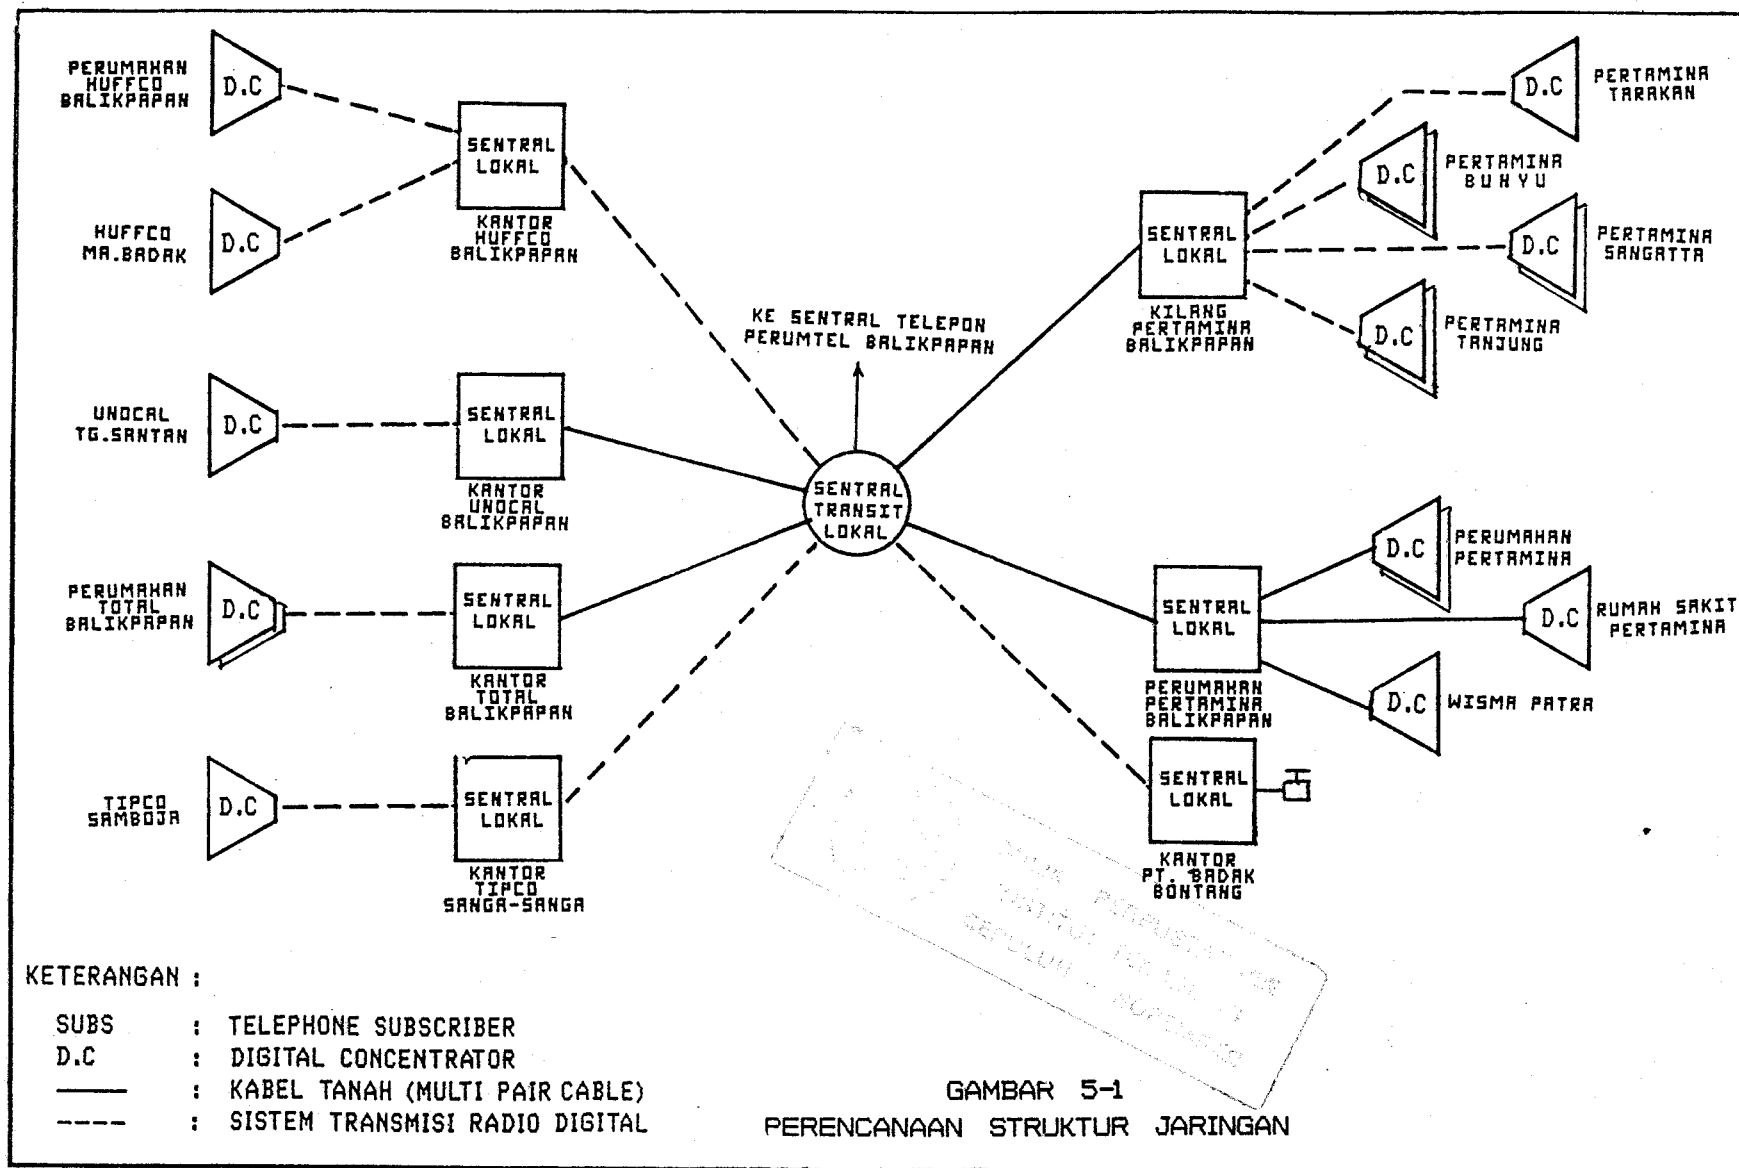 PERUMAHAN
HUFFCO
BALIKPAPAN
D.C
SENTRAL
LOKAL
KANTOR
HUFFCO
BALIKPAPAN
HUFFCO
MA.BADAK
D.C
UNOCAL
TG.SANTAN
D.C
SENTRAL
LOKAL
KANTOR
UNOCAL
BALIKPAPAN
PERUMAHAN
TOTAL
BALIKPAPAN
D.C
SENTRAL
LOKAL
KANTOR
TOTAL
BALIKPAPAN
TIPCO
SAMBOJA
D.C
SENTRAL
LOKAL
KANTOR
TIPCO
SANGA-SANGA
KE SENTRAL TELEPON
PERUMTEL BALIKPAPAN
SENTRAL
TRANSIT
LOKAL
SENTRAL
LOKAL
KILANG
PERTAMINA
BALIKPAPAN
D.C
PERTAMINA
TARAKAN
D.C
PERTAMINA
BUNYU
D.C
PERTAMINA
SANGATTA
D.C
PERTAMINA
TANJUNG
SENTRAL
LOKAL
PERUMAHAN
PERTAMINA
BALIKPAPAN
D.C
PERUMAHAN
PERTAMINA
D.C
RUMAH SAKIT
PERTAMINA
D.C
WISMA PATRA
SENTRAL
LOKAL
KANTOR
PT. BADAK
BONTANG
KETERANGAN :
SUBS : TELEPHONE SUBSCRIBER
D.C : DIGITAL CONCENTRATOR
: KABEL TANAH (MULTI PAIR CABLE)
: SISTEM TRANSMISI RADIO DIGITAL
GAMBAR 5-1
PERENCANAAN STRUKTUR JARINGAN